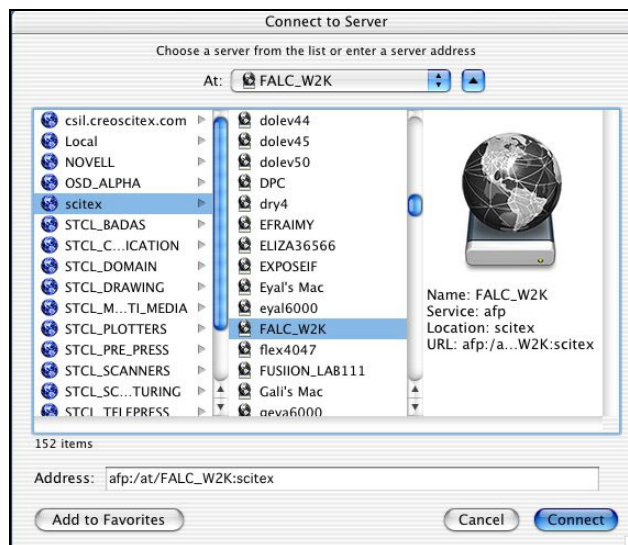 Connect to Server
Choose a server from the list or enter a server address
At: FALC_W2K
csil.creoscitex.com
Local
NOVELL
OSD_ALPHA
scitex
STCL_BADAS
STCL_C...ICATION
STCL_DOMAIN
STCL_DRAWING
STCL_M...TI_MEDIA
STCL_PLOTTERS
STCL_PRE_PRESS
STCL_SCANNERS
STCL_SC...TURING
STCL_TELEPRESS
dolev44
dolev45
dolev50
DPC
dry4
EFRAIMY
ELIZA36566
EXPOSEIF
Eyal's Mac
eyal6000
FALC_W2K
flex4047
FUSIION_LAB111
Gali's Mac
geva6000
Name: FALC_W2K
Service: afp
Location: scitex
URL: afp:/a...W2K:scitex
152 items
Address: afp:/at/FALC_W2K:scitex
Add to Favorites
Cancel
Connect